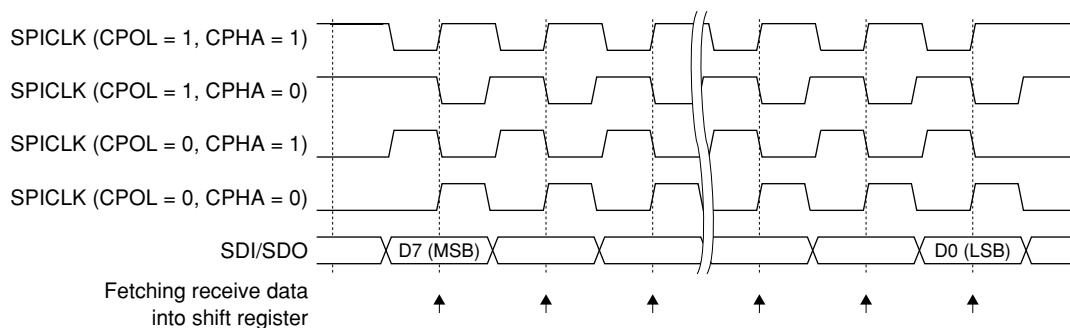 SPICLK (CPOL = 1, CPHA = 1)
SPICLK (CPOL = 1, CPHA = 0)
SPICLK (CPOL = 0, CPHA = 1)
SPICLK (CPOL = 0, CPHA = 0)
SDI/SDO D7 (MSB) D0 (LSB)
Fetching receive data
into shift register